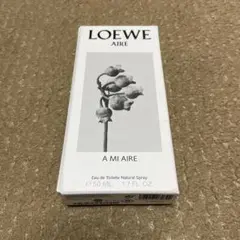 LOEWE
AIRE
A MI AIRE
Eau de Toilette Natural Spray
50 ML. 1.7 FL. OZ.